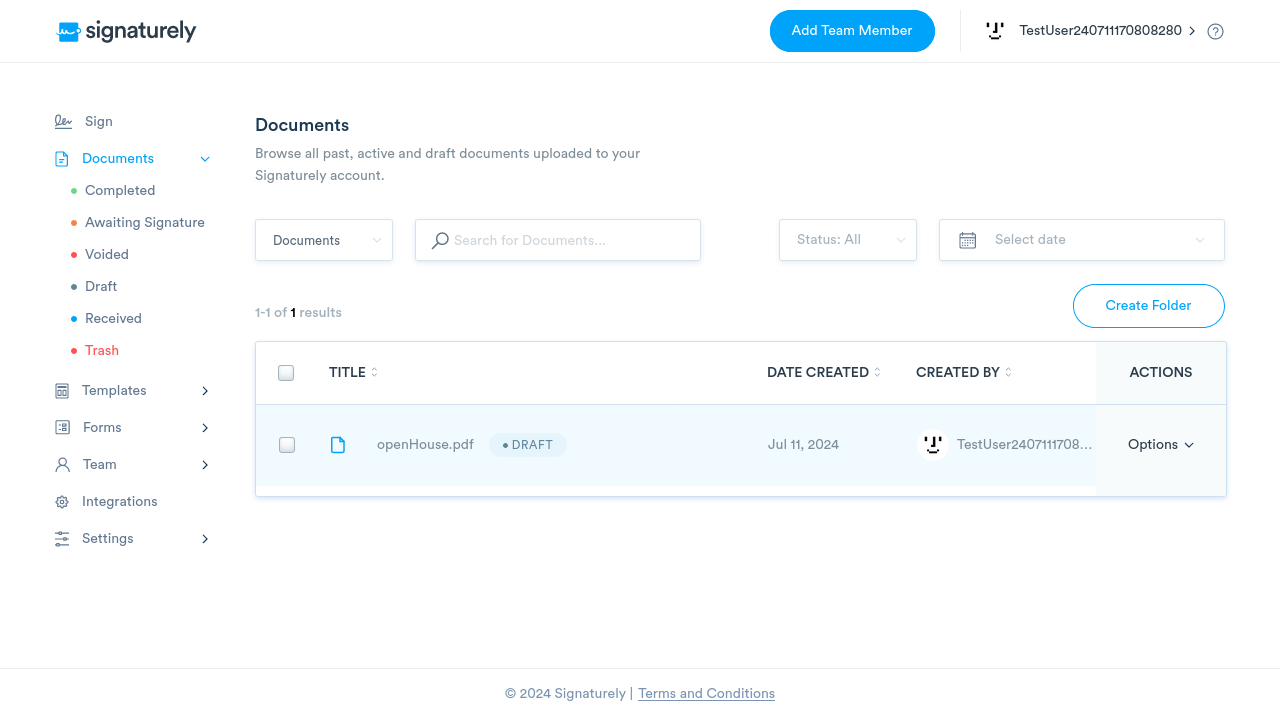 signaturely
Add Team Member
TestUser240711170808280
Sign
Documents
Completed
Awaiting Signature
Voided
Draft
Received
Trash
Templates
Forms
Team
Integrations
Settings
Documents
Browse all past, active and draft documents uploaded to your
Signaturely account.
Documents
Search for Documents...
Status: All
Select date
1-1 of 1 results
Create Folder
TITLE DATE CREATED CREATED BY ACTIONS
openHouse.pdf DRAFT Jul 11, 2024 TestUser2407111708... Options
© 2024 Signaturely | Terms and Conditions